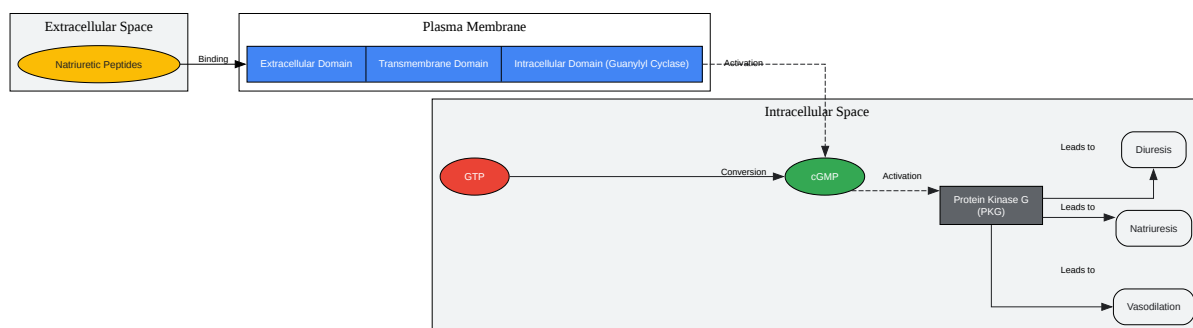 Extracellular Space
Natriuretic Peptides
Binding
Plasma Membrane
Extracellular Domain
Transmembrane Domain
Intracellular Domain (Guanylyl Cyclase)
Activation
Intracellular Space
GTP
Conversion
cGMP
Activation
Protein Kinase G
(PKG)
Leads to
Diuresis
Leads to
Natriuresis
Leads to
Vasodilation